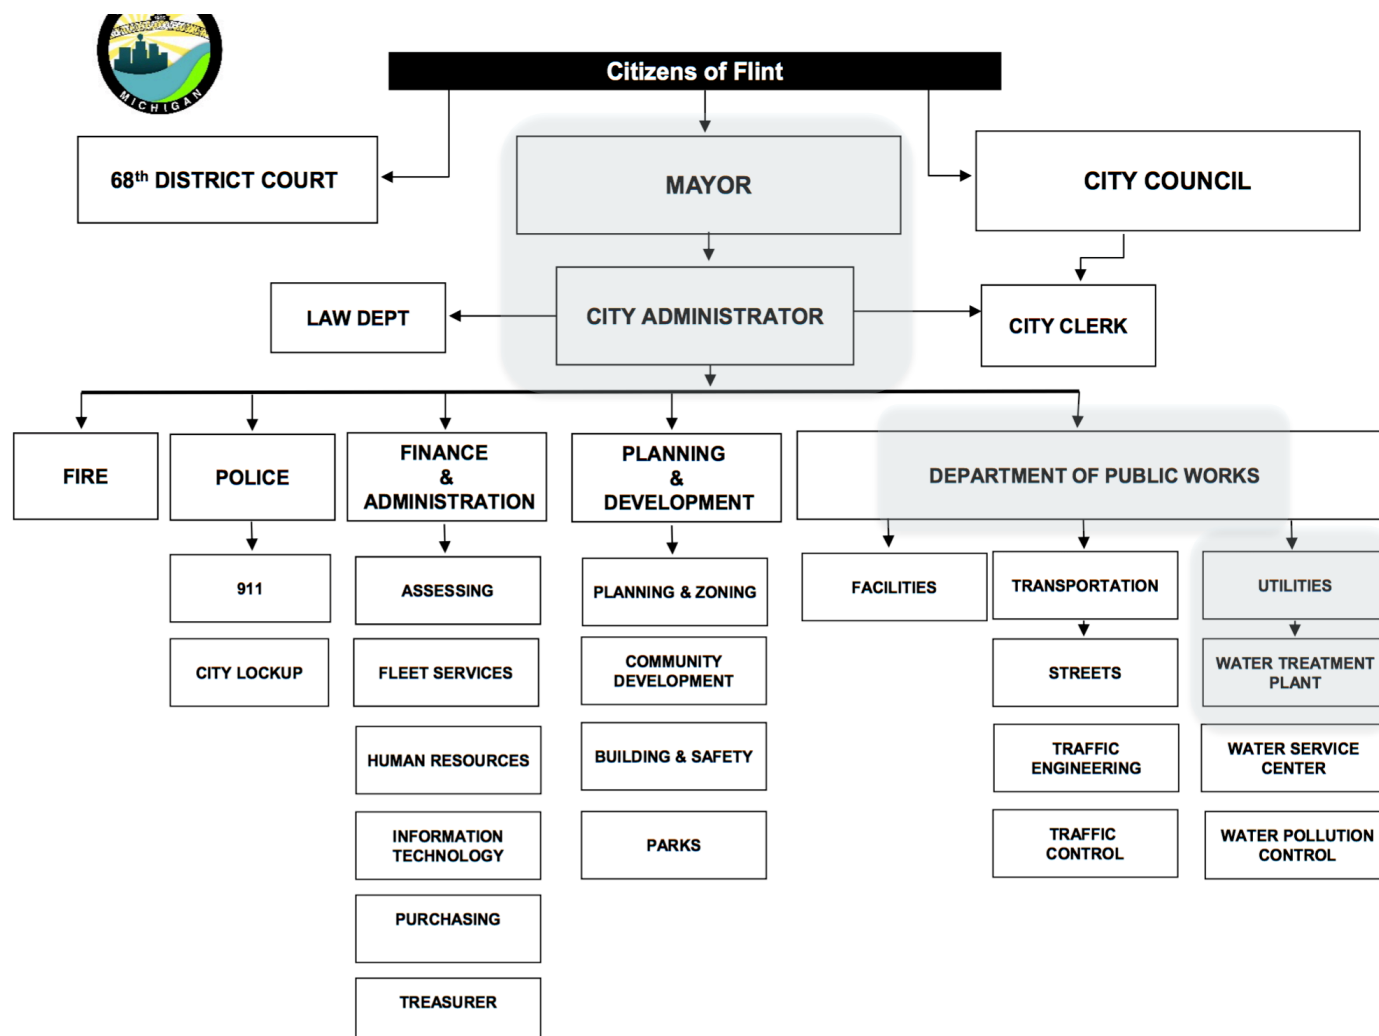 MICHIGAN
Citizens of Flint
68th DISTRICT COURT
MAYOR
CITY COUNCIL
LAW DEPT
CITY ADMINISTRATOR
CITY CLERK
FIRE
POLICE
FINANCE
&
ADMINISTRATION
PLANNING
&
DEVELOPMENT
DEPARTMENT OF PUBLIC WORKS
911
CITY LOCKUP
ASSESSING
FLEET SERVICES
HUMAN RESOURCES
INFORMATION
TECHNOLOGY
PURCHASING
TREASURER
PLANNING & ZONING
COMMUNITY
DEVELOPMENT
BUILDING & SAFETY
PARKS
FACILITIES
TRANSPORTATION
STREETS
TRAFFIC
ENGINEERING
TRAFFIC
CONTROL
UTILITIES
WATER TREATMENT
PLANT
WATER SERVICE
CENTER
WATER POLLUTION
CONTROL